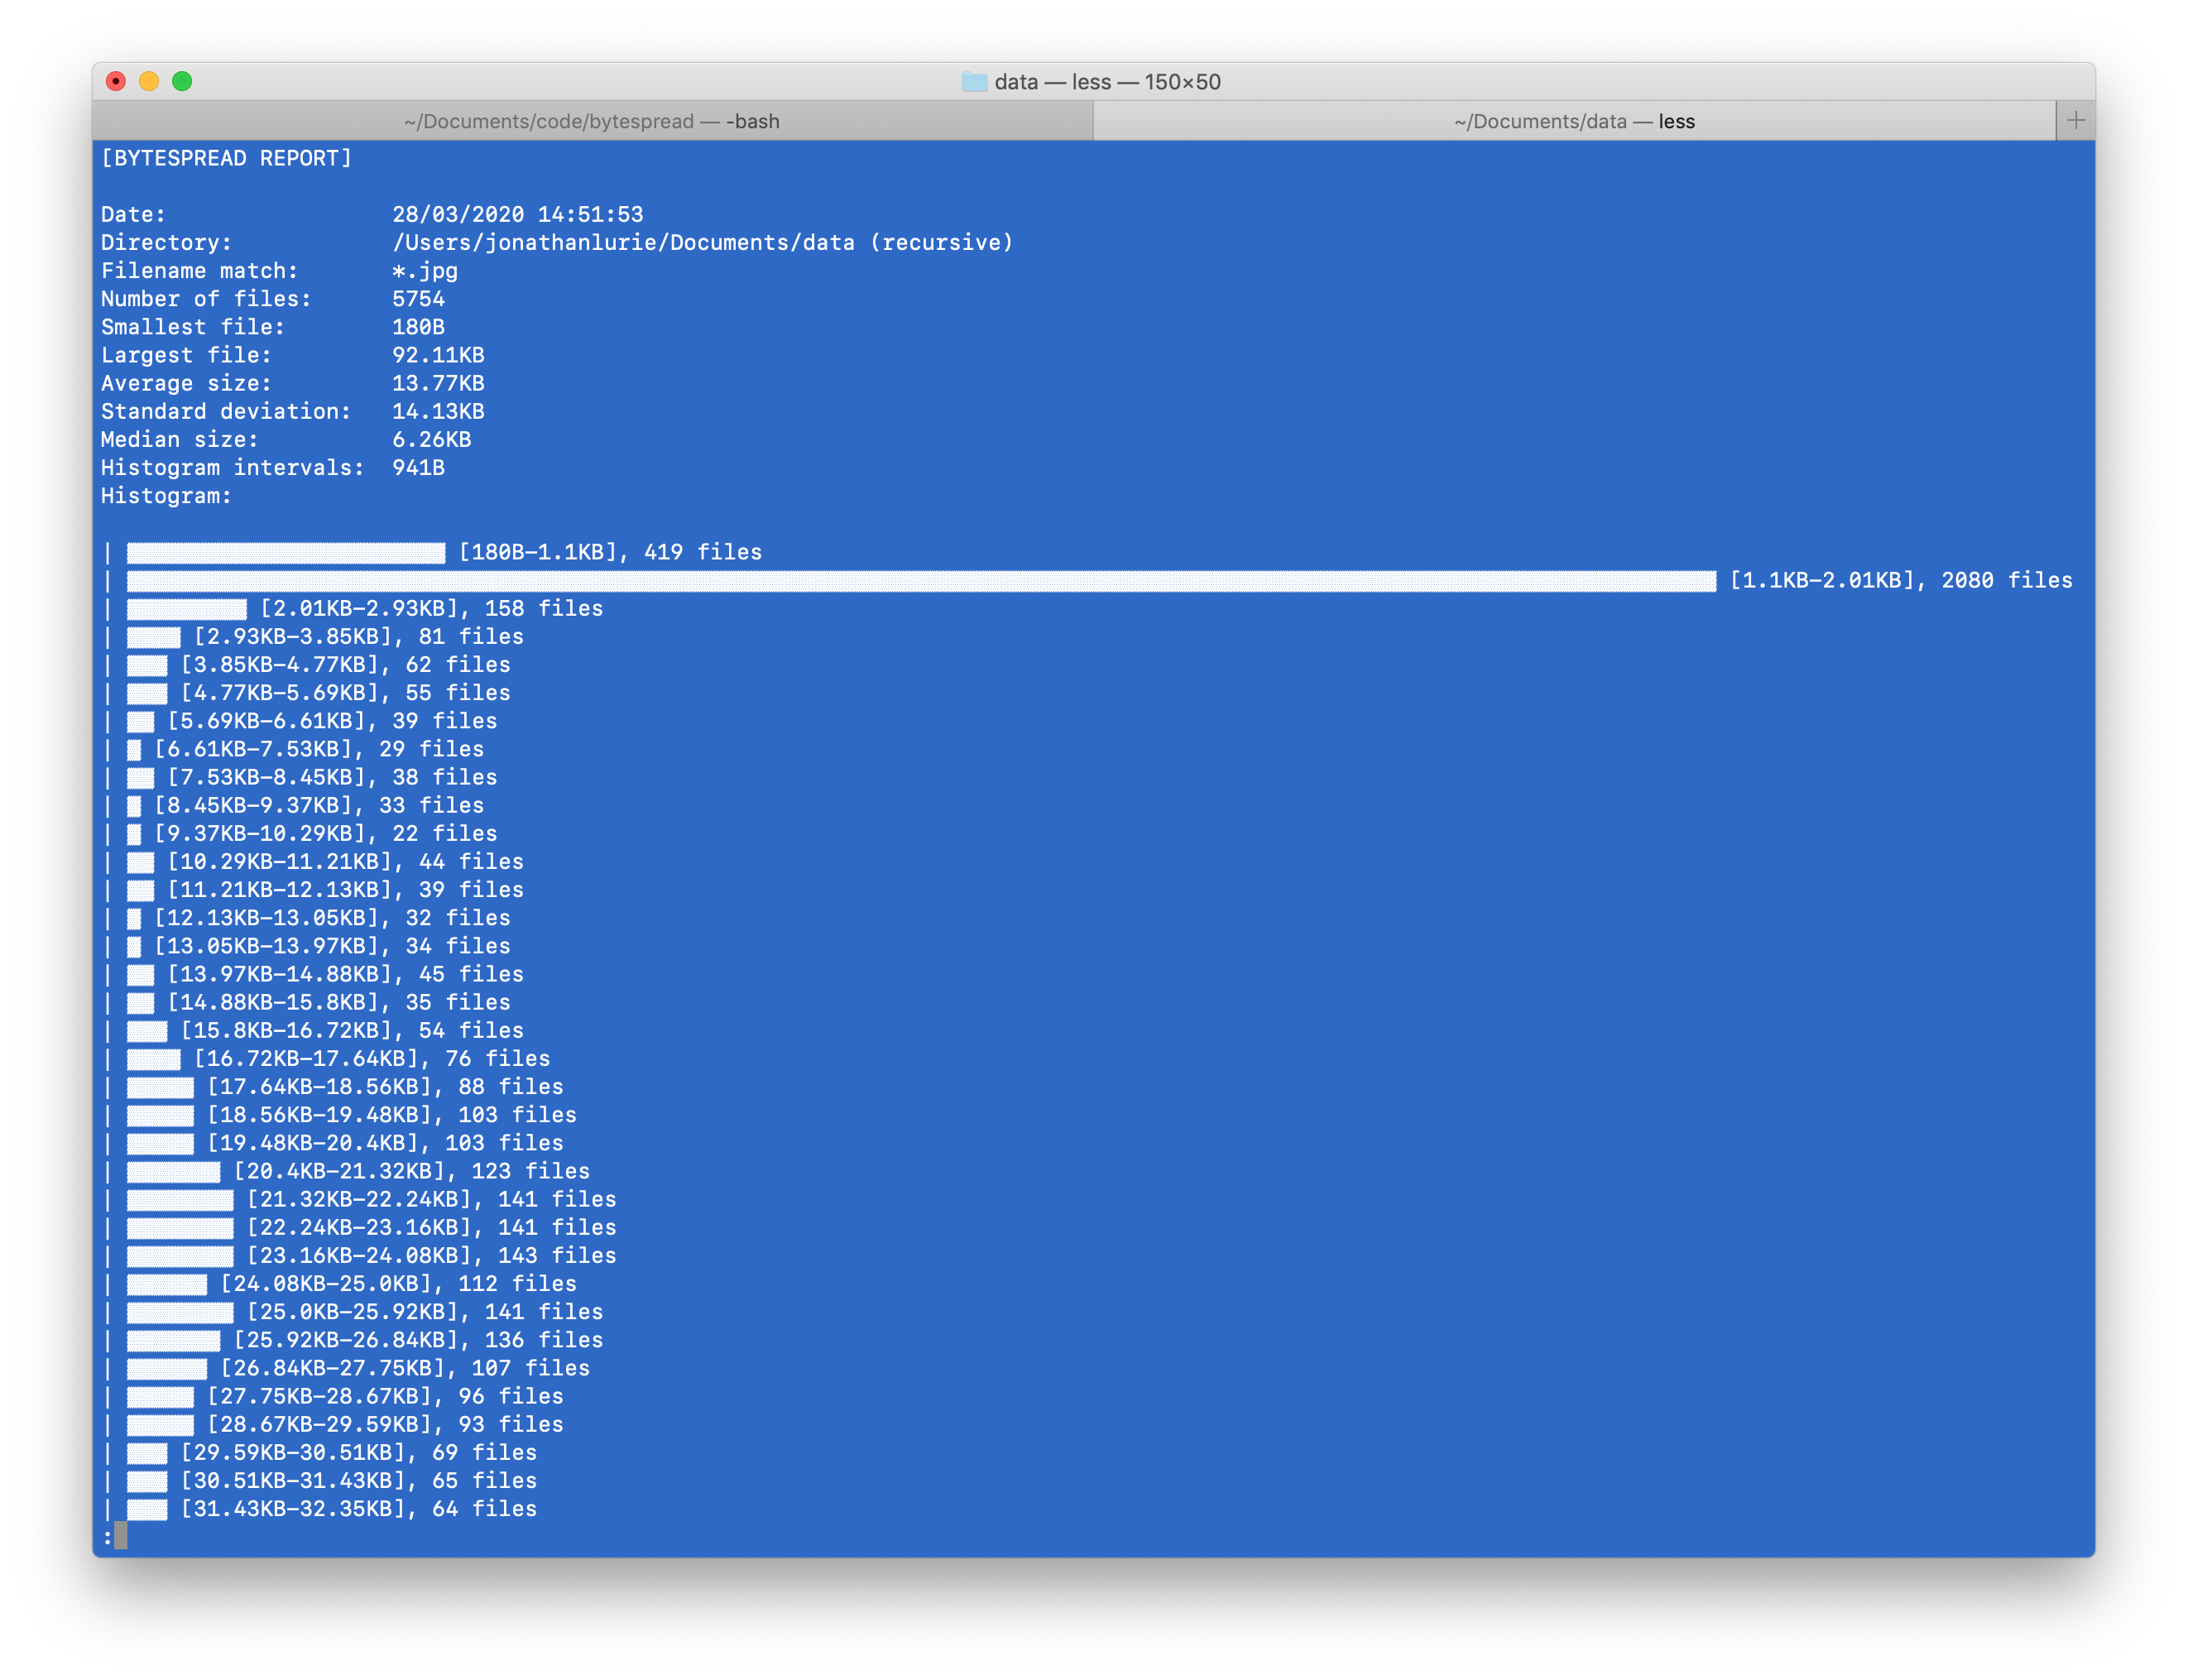 data — less — 150×50
~/Documents/code/bytespread — -bash
~/Documents/data — less
[BYTESPREAD REPORT]
Date: 28/03/2020 14:51:53
Directory: /Users/jonathanlurie/Documents/data (recursive)
Filename match: *.jpg
Number of files: 5754
Smallest file: 180B
Largest file: 92.11KB
Average size: 13.77KB
Standard deviation: 14.13KB
Median size: 6.26KB
Histogram intervals: 941B
Histogram:
| [180B-1.1KB], 419 files
| [1.1KB-2.01KB], 2080 files
| [2.01KB-2.93KB], 158 files
| [2.93KB-3.85KB], 81 files
| [3.85KB-4.77KB], 62 files
| [4.77KB-5.69KB], 55 files
| [5.69KB-6.61KB], 39 files
| [6.61KB-7.53KB], 29 files
| [7.53KB-8.45KB], 38 files
| [8.45KB-9.37KB], 33 files
| [9.37KB-10.29KB], 22 files
| [10.29KB-11.21KB], 44 files
| [11.21KB-12.13KB], 39 files
| [12.13KB-13.05KB], 32 files
| [13.05KB-13.97KB], 34 files
| [13.97KB-14.88KB], 45 files
| [14.88KB-15.8KB], 35 files
| [15.8KB-16.72KB], 54 files
| [16.72KB-17.64KB], 76 files
| [17.64KB-18.56KB], 88 files
| [18.56KB-19.48KB], 103 files
| [19.48KB-20.4KB], 103 files
| [20.4KB-21.32KB], 123 files
| [21.32KB-22.24KB], 141 files
| [22.24KB-23.16KB], 141 files
| [23.16KB-24.08KB], 143 files
| [24.08KB-25.0KB], 112 files
| [25.0KB-25.92KB], 141 files
| [25.92KB-26.84KB], 136 files
| [26.84KB-27.75KB], 107 files
| [27.75KB-28.67KB], 96 files
| [28.67KB-29.59KB], 93 files
| [29.59KB-30.51KB], 69 files
| [30.51KB-31.43KB], 65 files
| [31.43KB-32.35KB], 64 files
: